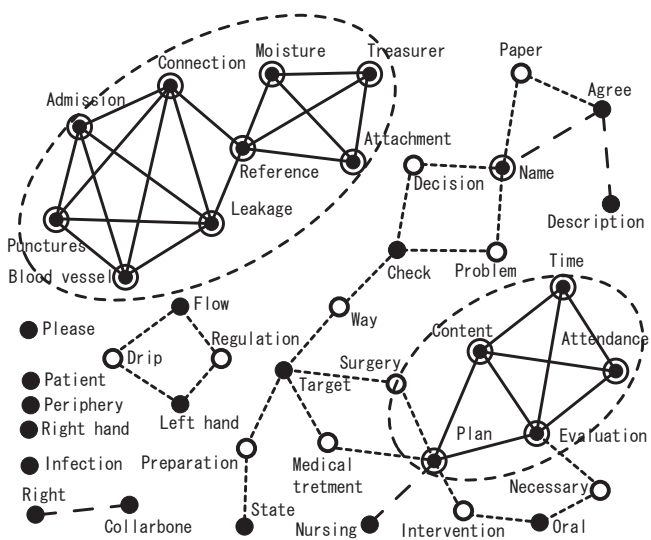 Moisture
Treasurer
Paper
Connection
Agree
Admission
Attachment
Reference
Decision
Name
Leakage
Description
Punctures
Blood vessel
Check
Problem
Time
Flow
Way
Please
Content
Attendance
Drip
Regulation
Surgery
Patient
Target
Periphery
Left hand
Right hand
Plan
Evaluation
Infection
Preparation
Medical
tretment
Necessary
Right
State
Collarbone
Nursing
Intervention
Oral